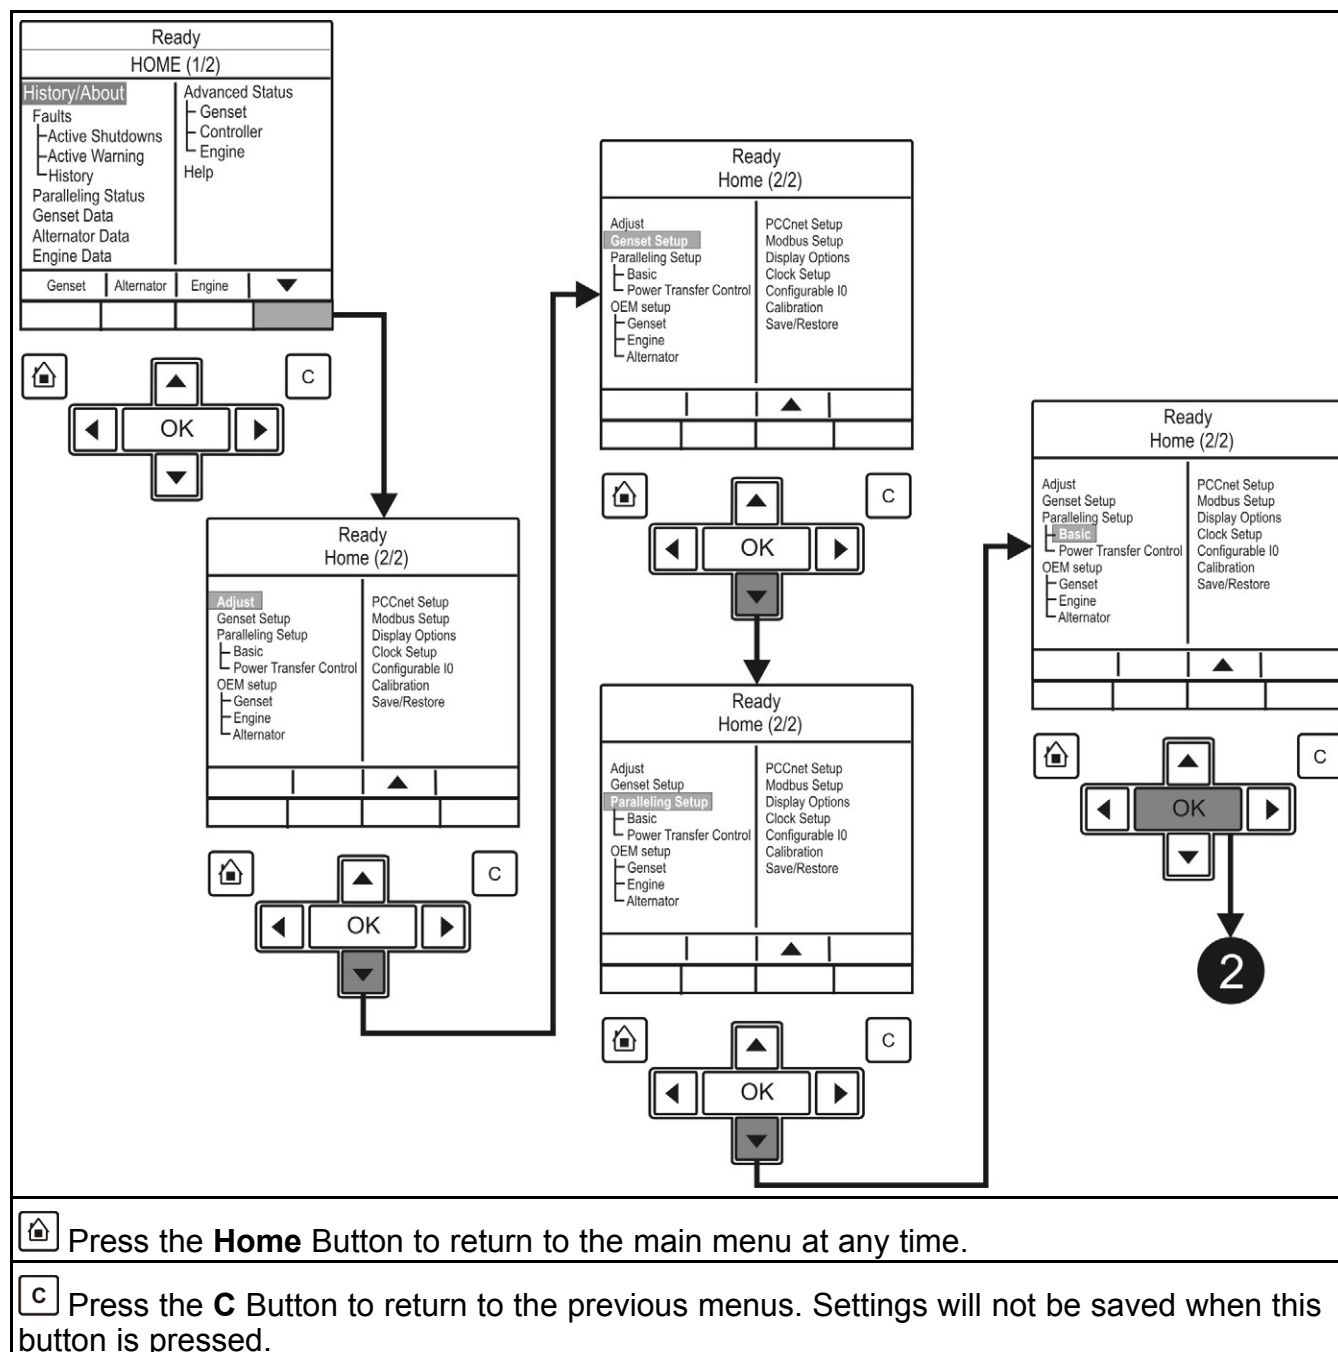 Ready
HOME (1/2)
History/About
Faults
Active Shutdowns
Active Warning
History
Paralleling Status
Genset Data
Alternator Data
Engine Data
Advanced Status
Genset
Controller
Engine
Help
Genset
Alternator
Engine
C
OK
Ready
Home (2/2)
Adjust
Genset Setup
Paralleling Setup
Basic
Power Transfer Control
OEM setup
Genset
Engine
Alternator
PCCnet Setup
Modbus Setup
Display Options
Clock Setup
Configurable I0
Calibration
Save/Restore
C
OK
Ready
Home (2/2)
Adjust
Genset Setup
Paralleling Setup
Basic
Power Transfer Control
OEM setup
Genset
Engine
Alternator
PCCnet Setup
Modbus Setup
Display Options
Clock Setup
Configurable I0
Calibration
Save/Restore
C
OK
Ready
Home (2/2)
Adjust
Genset Setup
Paralleling Setup
Basic
Power Transfer Control
OEM setup
Genset
Engine
Alternator
PCCnet Setup
Modbus Setup
Display Options
Clock Setup
Configurable I0
Calibration
Save/Restore
C
OK
Ready
Home (2/2)
Adjust
Genset Setup
Paralleling Setup
Basic
Power Transfer Control
OEM setup
Genset
Engine
Alternator
PCCnet Setup
Modbus Setup
Display Options
Clock Setup
Configurable I0
Calibration
Save/Restore
C
OK
2
Press the Home Button to return to the main menu at any time.
C Press the C Button to return to the previous menus. Settings will not be saved when this
button is pressed.